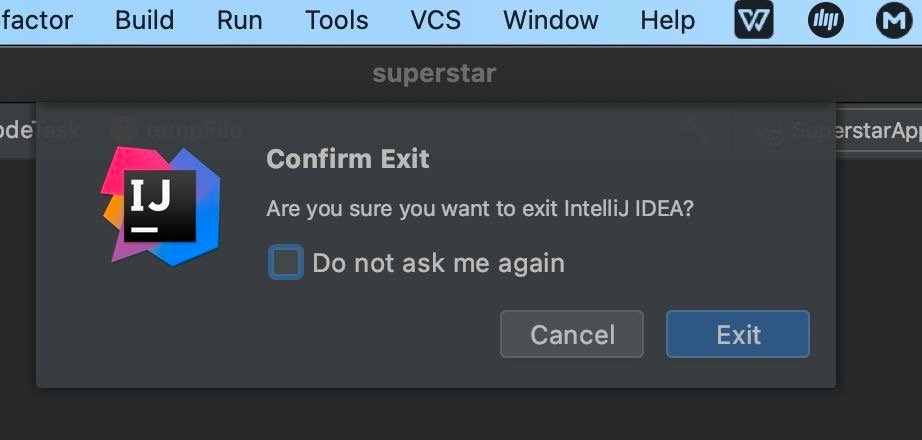 factor Build Run Tools VCS Window Help
superstar
odeTask tempFile SuperstarApp
Confirm Exit
IJ
Are you sure you want to exit IntelliJ IDEA?
Do not ask me again
Cancel Exit